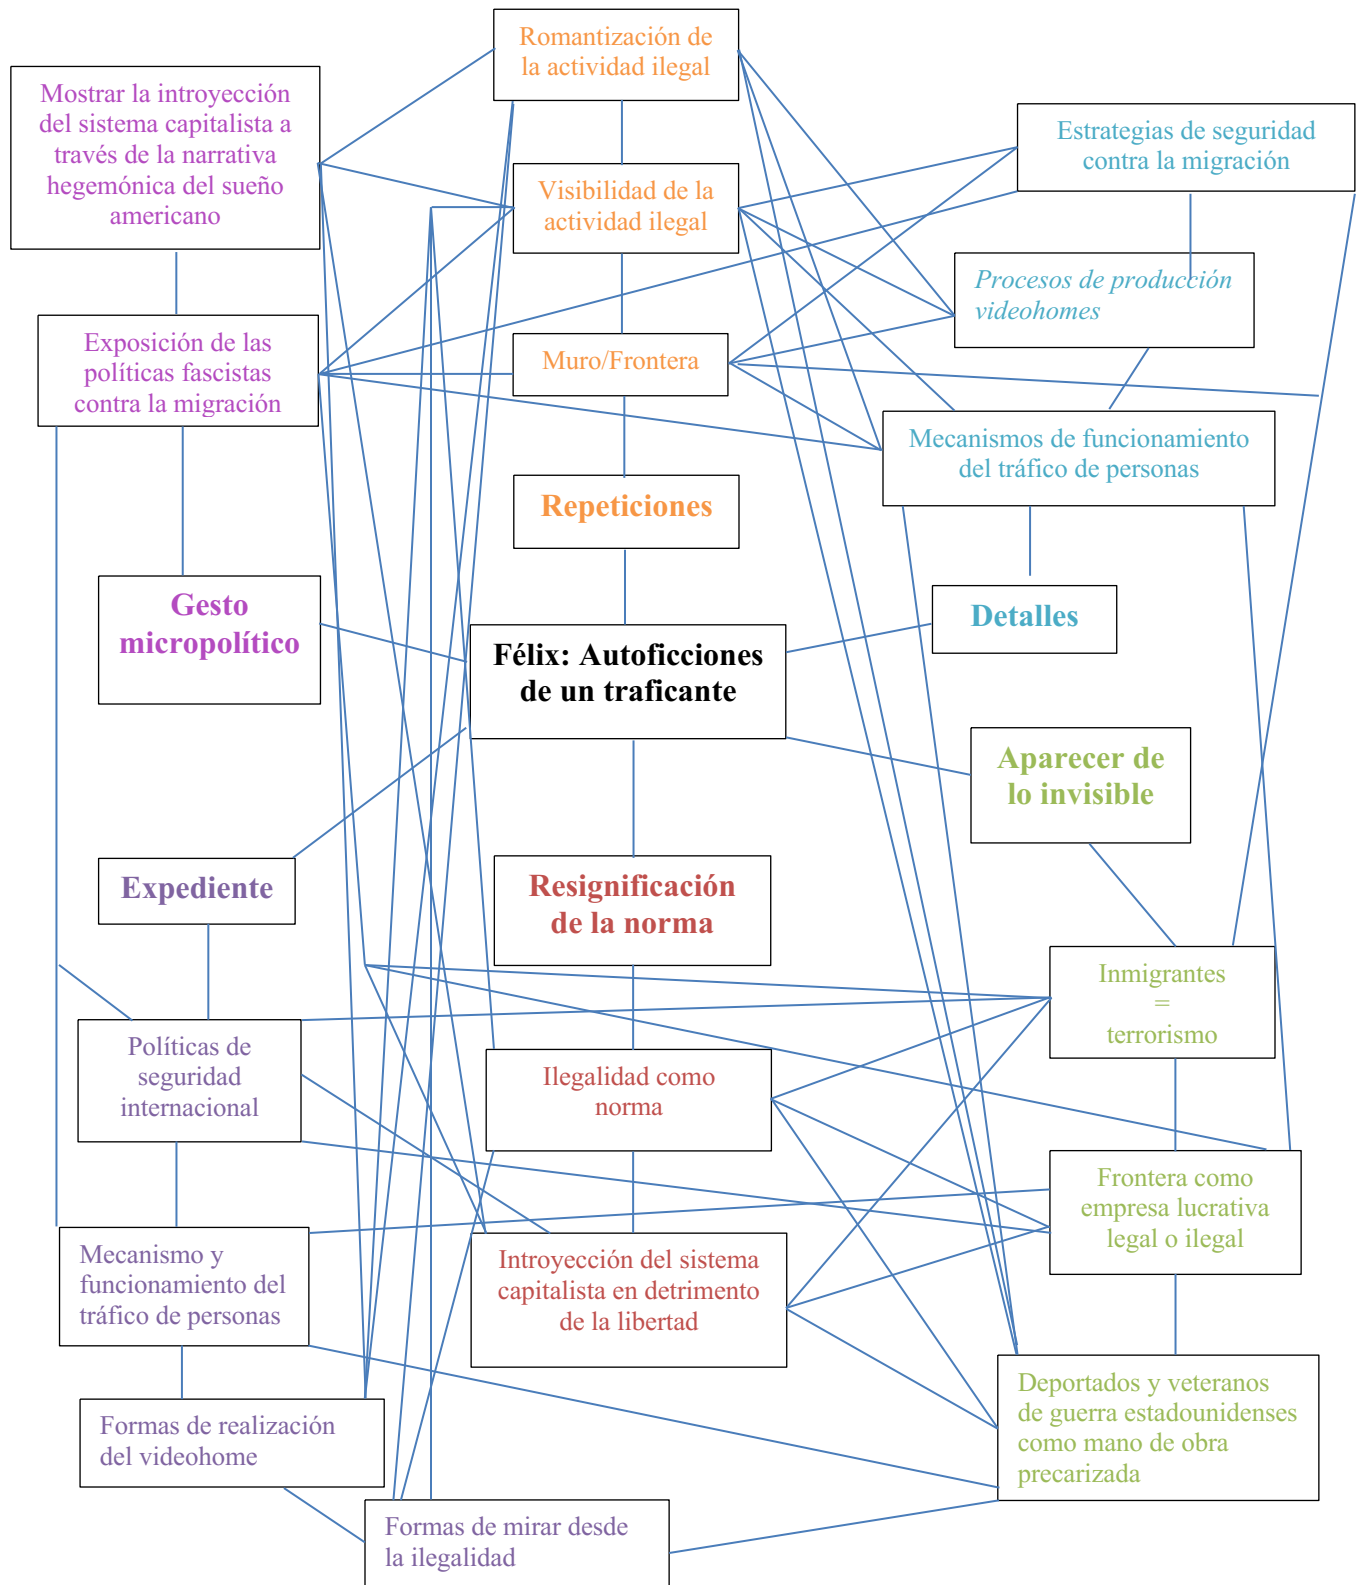 Romantización de
la actividad ilegal
Mostrar la introyección
del sistema capitalista a
través de la narrativa
hegemónica del sueño
americano
Estrategias de seguridad
contra la migración
Visibilidad de la
actividad ilegal
Procesos de producción
videohomes
Exposición de las
políticas fascistas
contra la migración
Muro/Frontera
Mecanismos de funcionamiento
del tráfico de personas
Repeticiones
Gesto
micropolítico
Detalles
Félix: Autoficciones
de un traficante
Aparecer de
lo invisible
Expediente
Resignificación
de la norma
Inmigrantes
=
terrorismo
Políticas de
seguridad
internacional
Ilegalidad como
norma
Frontera como
empresa lucrativa
legal o ilegal
Mecanismo y
funcionamiento del
tráfico de personas
Introyección del sistema
capitalista en detrimento
de la libertad
Deportados y veteranos
de guerra estadounidenses
como mano de obra
precarizada
Formas de realización
del videohome
Formas de mirar desde
la ilegalidad